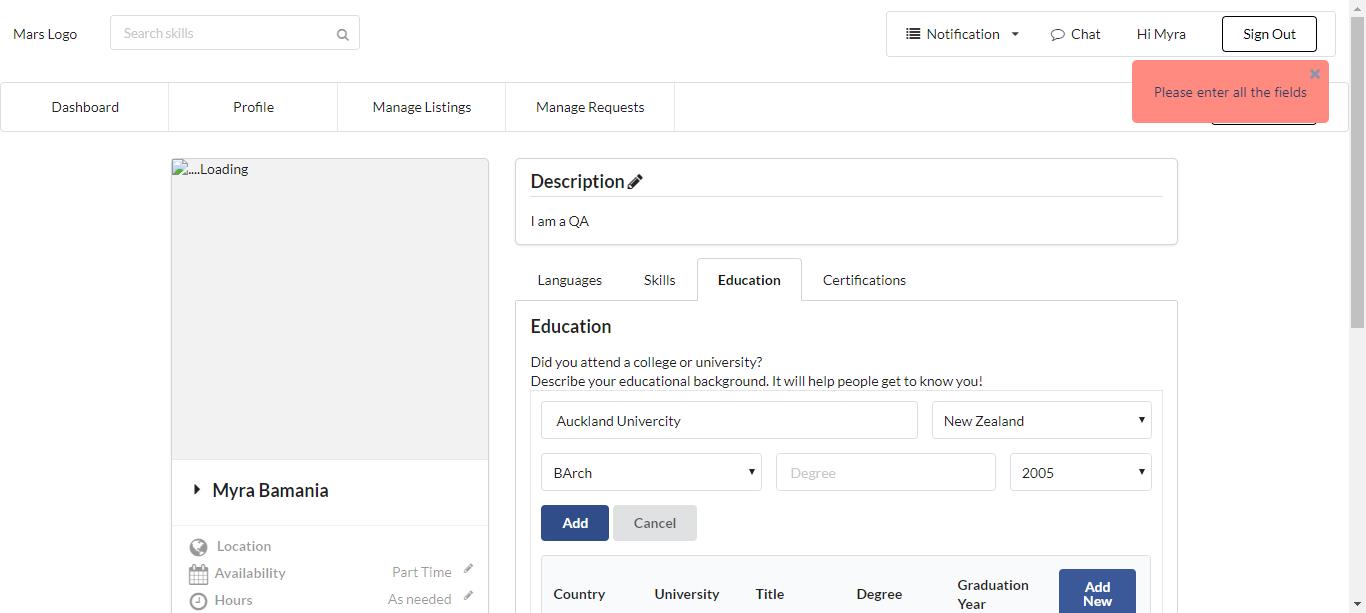 Mars Logo
Search skills
Notification
Chat
Hi Myra
Sign Out
Please enter all the fields
Dashboard
Profile
Manage Listings
Manage Requests
....Loading
Description
I am a QA
Languages
Skills
Education
Certifications
Education
Did you attend a college or university?
Describe your educational background. It will help people get to know you!
Auckland Univercity
New Zealand
BArch
Degree
2005
Add
Cancel
Myra Bamania
Location
Availability
Part Time
Hours
As needed
Country
University
Title
Degree
Graduation
Year
Add
New